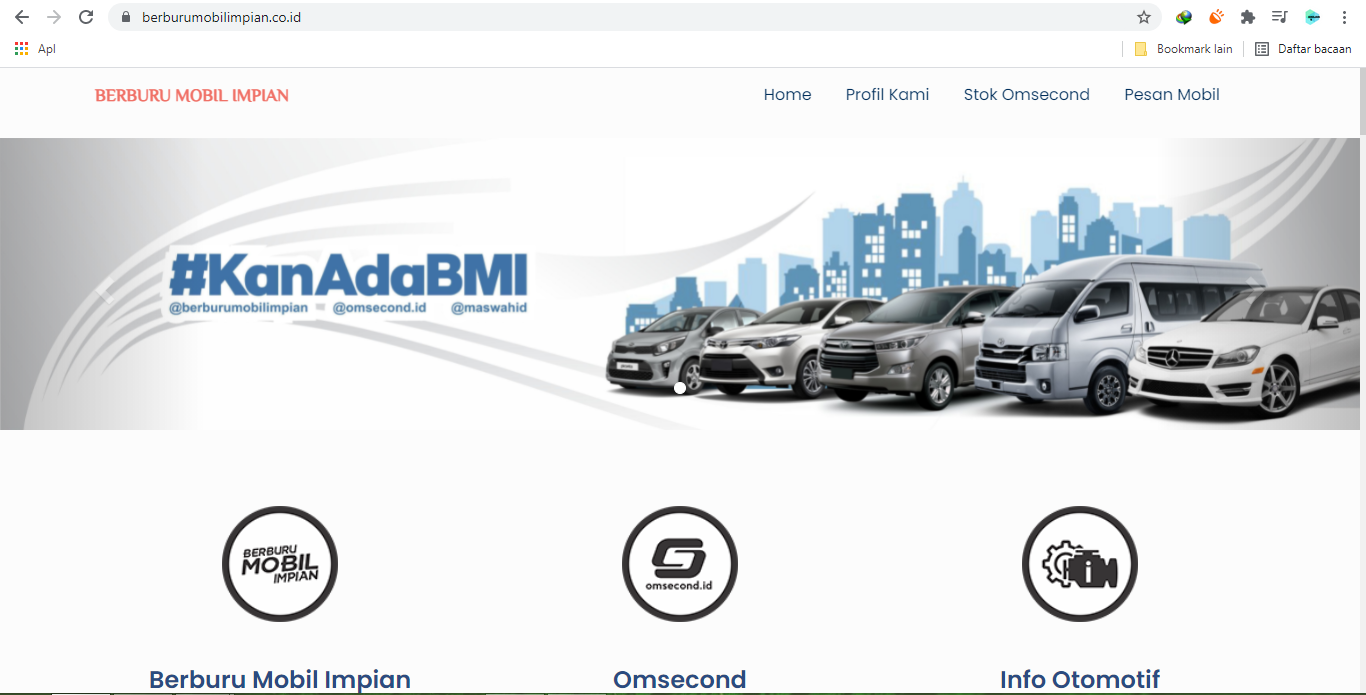 berburumobilimpian.co.id
Apl
Bookmark lain
Daftar bacaan
BERBURU MOBIL IMPIAN
Home
Profil Kami
Stok Omsecond
Pesan Mobil
#KanAdaBMI
@berburumobilimpian @omsecond.id @maswahid
BERBURU
MOBIL
IMPIAN
omsecond.id
i
Berburu Mobil Impian
Omsecond
Info Otomotif